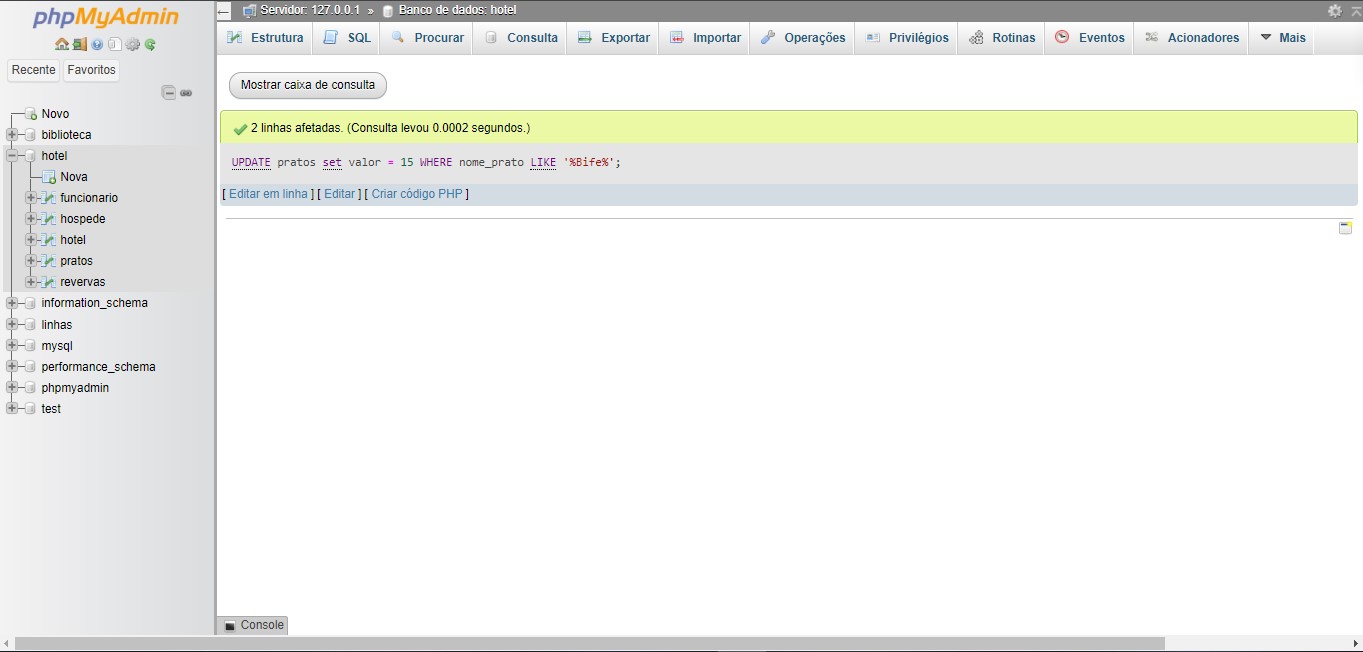 phpMyAdmin
Recente Favoritos
Novo
biblioteca
hotel
Nova
funcionario
hospede
hotel
pratos
revervas
information_schema
linhas
mysql
performance_schema
phpmyadmin
test
Servidor: 127.0.0.1 » Banco de dados: hotel
Estrutura SQL Procurar Consulta Exportar Importar Operações Privilégios Rotinas Eventos Acionadores Mais
Mostrar caixa de consulta
2 linhas afetadas. (Consulta levou 0.0002 segundos.)
UPDATE pratos set valor = 15 WHERE nome_prato LIKE '%Bife%';
[ Editar em linha ] [ Editar ] [ Criar código PHP ]
Console